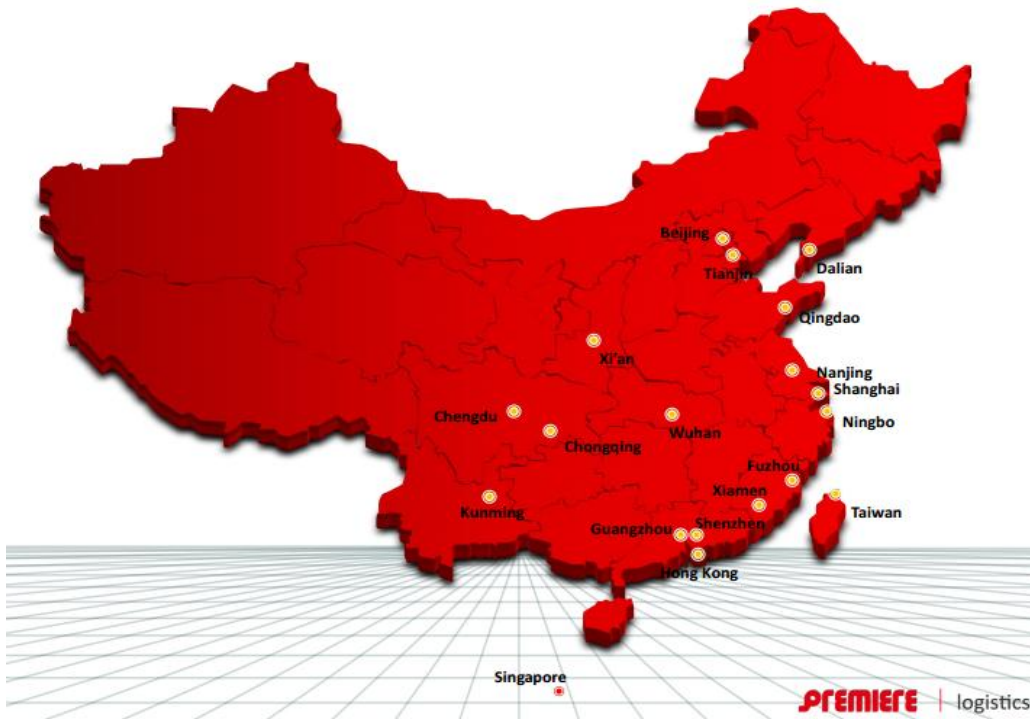 Beijing
Tianjin
Dalian
Qingdao
Xi'an
Nanjing
Shanghai
Chengdu
Ningbo
Wuhan
Chongqing
Fuzhou
Xiamen
Kunming
Taiwan
Guangzhou
Shenzhen
Hong Kong
Singapore
PREMIERE | logistics